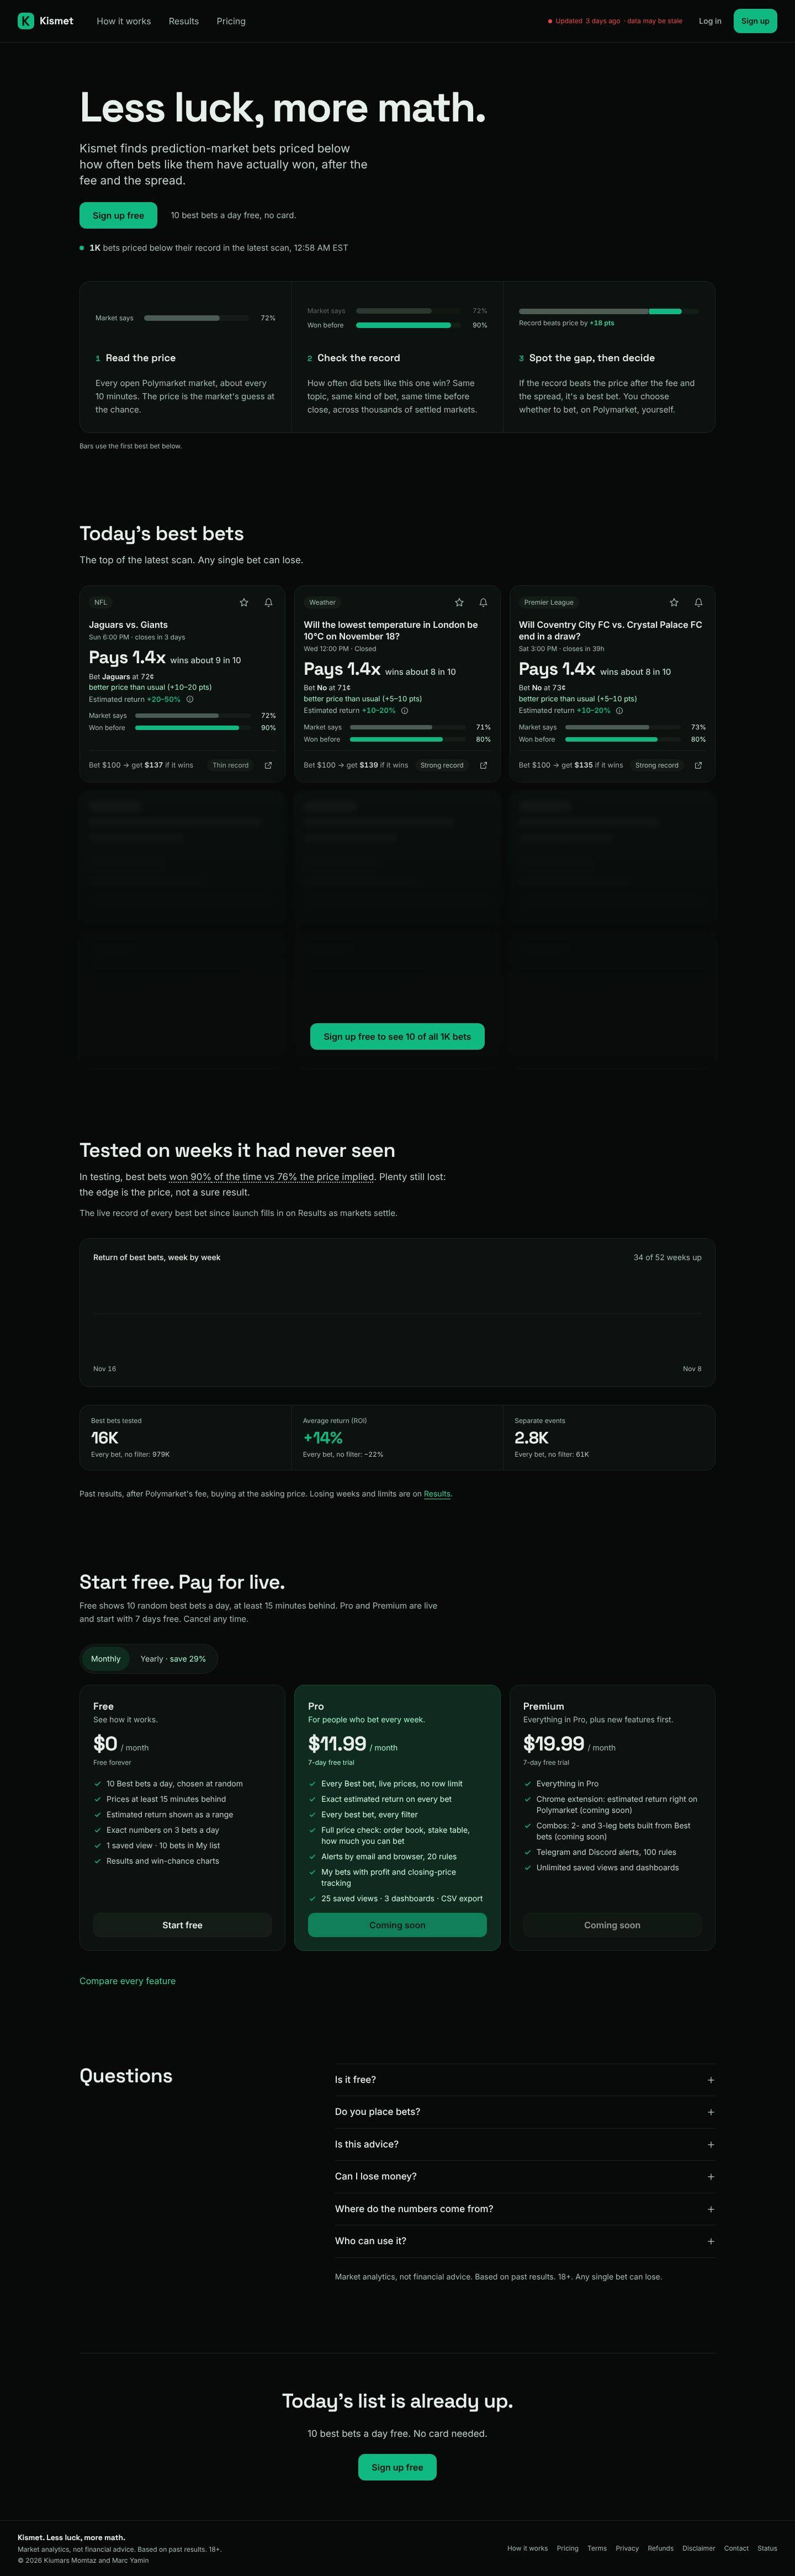 Kismet
How it works
Results
Pricing
Updated 3 days ago · data may be stale
Log in
Sign up
Less luck, more math.
Kismet finds prediction-market bets priced below
how often bets like them have actually won, after the
fee and the spread.
Sign up free
10 best bets a day free, no card.
1K bets priced below their record in the latest scan, 12:58 AM EST
Market says 72%
1 Read the price
Every open Polymarket market, about every
10 minutes. The price is the market's guess at
the chance.
Market says 72%
Won before 90%
2 Check the record
How often did bets like this one win? Same
topic, same kind of bet, same time before
close, across thousands of settled markets.
Record beats price by +18 pts
3 Spot the gap, then decide
If the record beats the price after the fee and
the spread, it's a best bet. You choose
whether to bet, on Polymarket, yourself.
Bars use the first best bet below.
Today's best bets
The top of the latest scan. Any single bet can lose.
NFL
Jaguars vs. Giants
Sun 6:00 PM · closes in 3 days
Pays 1.4x wins about 9 in 10
Bet Jaguars at 72¢
better price than usual (+10–20 pts)
Estimated return +20–50%
Market says 72%
Won before 90%
Bet $100 → get $137 if it wins
Thin record
Weather
Will the lowest temperature in London be
10°C on November 18?
Wed 12:00 PM · Closed
Pays 1.4x wins about 8 in 10
Bet No at 71¢
better price than usual (+5–10 pts)
Estimated return +10–20%
Market says 71%
Won before 80%
Bet $100 → get $139 if it wins
Strong record
Premier League
Will Coventry City FC vs. Crystal Palace FC
end in a draw?
Sat 3:00 PM · closes in 39h
Pays 1.4x wins about 8 in 10
Bet No at 73¢
better price than usual (+5–10 pts)
Estimated return +10–20%
Market says 73%
Won before 80%
Bet $100 → get $135 if it wins
Strong record
Sign up free to see 10 of all 1K bets
Tested on weeks it had never seen
In testing, best bets won 90% of the time vs 76% the price implied. Plenty still lost:
the edge is the price, not a sure result.
The live record of every best bet since launch fills in on Results as markets settle.
Return of best bets, week by week
34 of 52 weeks up
Nov 16
Nov 8
Best bets tested
16K
Every bet, no filter: 979K
Average return (ROI)
+14%
Every bet, no filter: −22%
Separate events
2.8K
Every bet, no filter: 61K
Past results, after Polymarket's fee, buying at the asking price. Losing weeks and limits are on Results.
Start free. Pay for live.
Free shows 10 random best bets a day, at least 15 minutes behind. Pro and Premium are live
and start with 7 days free. Cancel any time.
Monthly
Yearly · save 29%
Free
See how it works.
$0 / month
Free forever
10 Best bets a day, chosen at random
Prices at least 15 minutes behind
Estimated return shown as a range
Exact numbers on 3 bets a day
1 saved view · 10 bets in My list
Results and win-chance charts
Start free
Pro
For people who bet every week.
$11.99 / month
7-day free trial
Every Best bet, live prices, no row limit
Exact estimated return on every bet
Every best bet, every filter
Full price check: order book, stake table,
how much you can bet
Alerts by email and browser, 20 rules
My bets with profit and closing-price
tracking
25 saved views · 3 dashboards · CSV export
Coming soon
Premium
Everything in Pro, plus new features first.
$19.99 / month
7-day free trial
Everything in Pro
Chrome extension: estimated return right on
Polymarket (coming soon)
Combos: 2- and 3-leg bets built from Best
bets (coming soon)
Telegram and Discord alerts, 100 rules
Unlimited saved views and dashboards
Coming soon
Compare every feature
Questions
Is it free?
Do you place bets?
Is this advice?
Can I lose money?
Where do the numbers come from?
Who can use it?
Market analytics, not financial advice. Based on past results. 18+. Any single bet can lose.
Today's list is already up.
10 best bets a day free. No card needed.
Sign up free
Kismet. Less luck, more math.
Market analytics, not financial advice. Based on past results. 18+.
© 2026 Kiumars Momtaz and Marc Yamin
How it works
Pricing
Terms
Privacy
Refunds
Disclaimer
Contact
Status